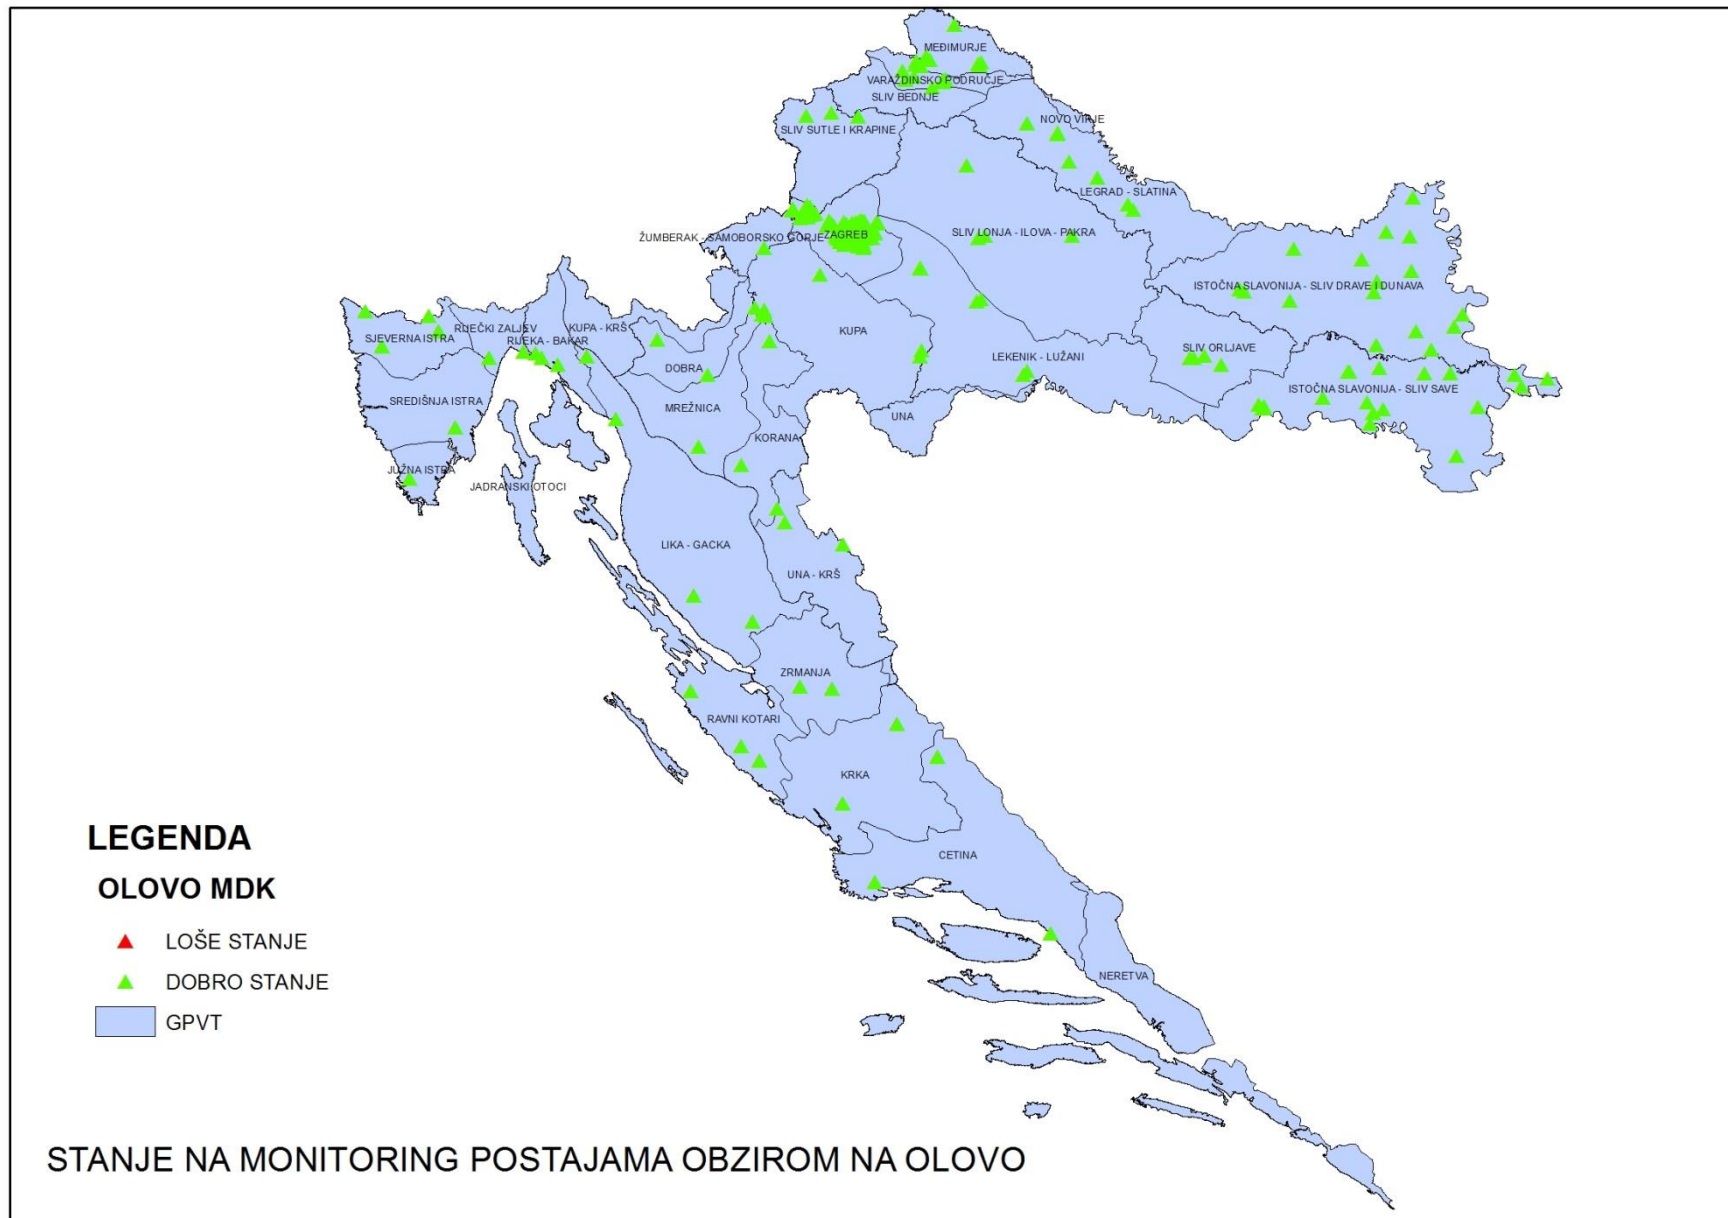 MEĐIMURJE
VARAŽDINSKO PODRUČJE
SLIV BEDNJE
NOVO VIRJE
SLIV SUTLE I KRAPINE
LEGRAD - SLATINA
ŽUMBERAK - SAMOBORSKO GORJE
ZAGREB
SLIV LONJA - ILOVA - PAKRA
ISTOČNA SLAVONIJA - SLIV DRAVE I DUNAVA
SJEVERNA ISTRA
RIJEČKI ZALJEV
KUPA - KRŠ
RIJEKA - BAKAR
KUPA
SLIV ORLJAVE
LEKENIK - LUŽANI
DOBRA
ISTOČNA SLAVONIJA - SLIV SAVE
SREDIŠNJA ISTRA
MREŽNICA
UNA
KORANA
JUŽNA ISTRA
JADRANSKI OTOCI
LIKA - GACKA
UNA - KRŠ
ZRMANJA
RAVNI KOTARI
KRKA
CETINA
NERETVA
LEGENDA
OLOVO MDK
LOŠE STANJE
DOBRO STANJE
GPVT
STANJE NA MONITORING POSTAJAMA OBZIROM NA OLOVO